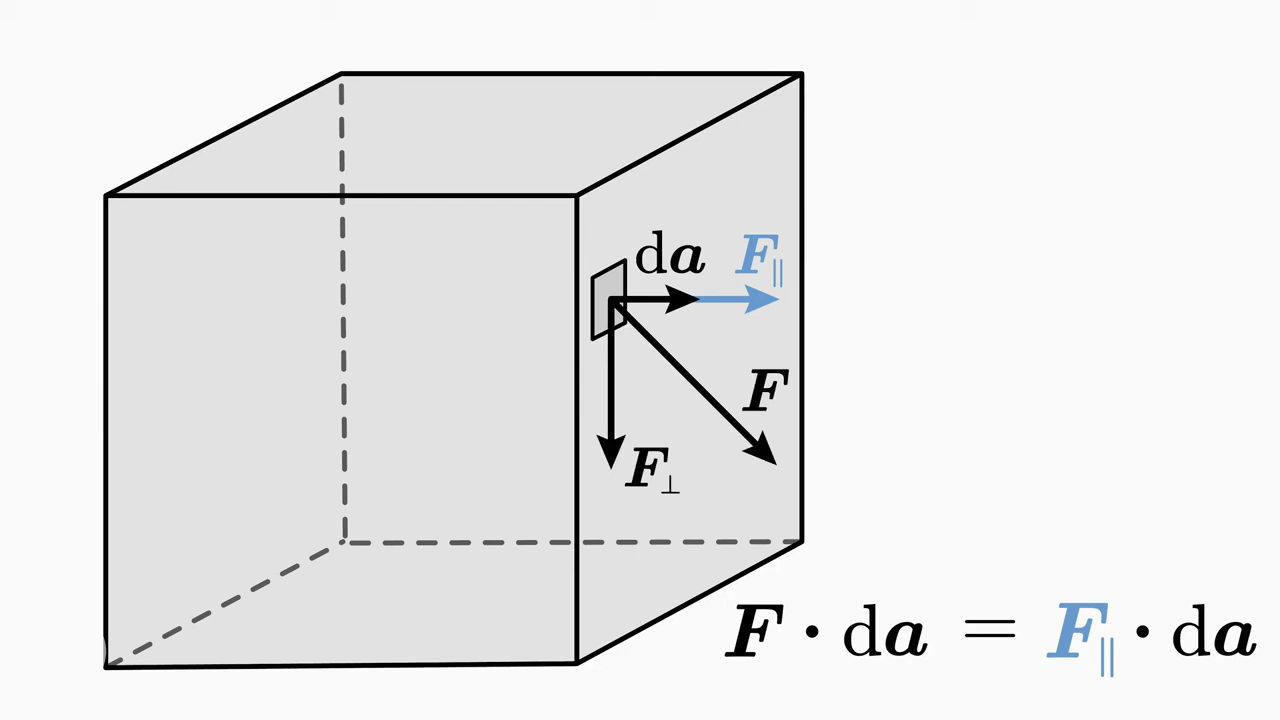 da F∥
F
F⊥
F · da = F∥ · da